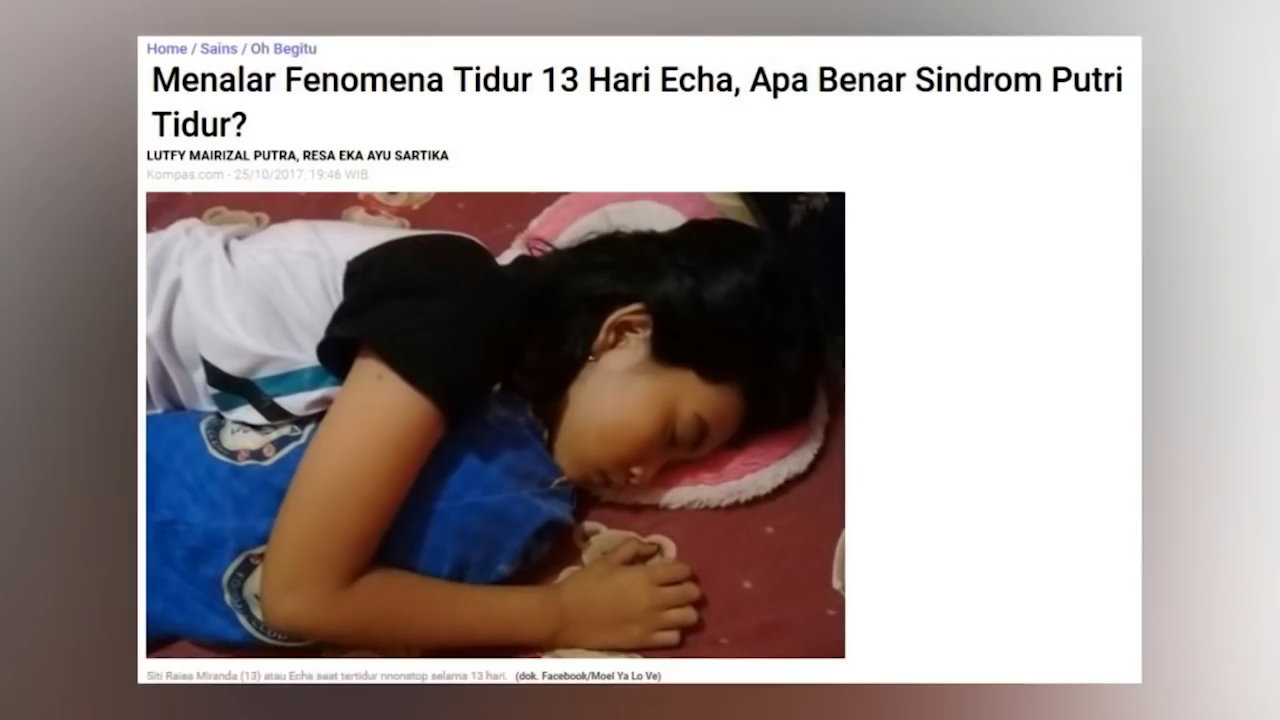 Home / Sains / Oh Begitu
Menalar Fenomena Tidur 13 Hari Echa, Apa Benar Sindrom Putri
Tidur?
LUTFY MAIRIZAL PUTRA, RESA EKA AYU SARTIKA
Kompas.com - 25/10/2017, 19:46 WIB
Siti Raisa Miranda (13) atau Echa saat tertidur nnonstop selama 13 hari. (dok. Facebook/Moel Ya Lo Ve)